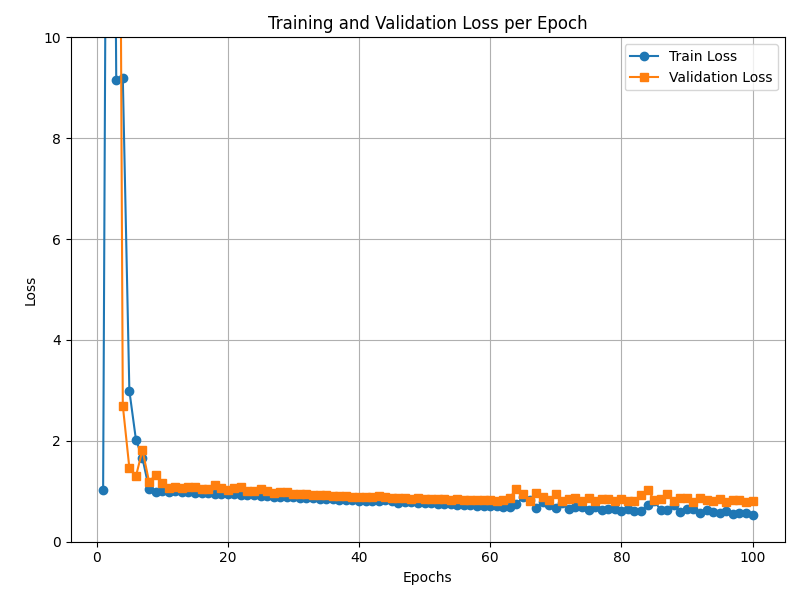 Training and Validation Loss per Epoch
Train Loss
Validation Loss
10
8
6
4
2
0
Loss
0 20 40 60 80 100
Epochs